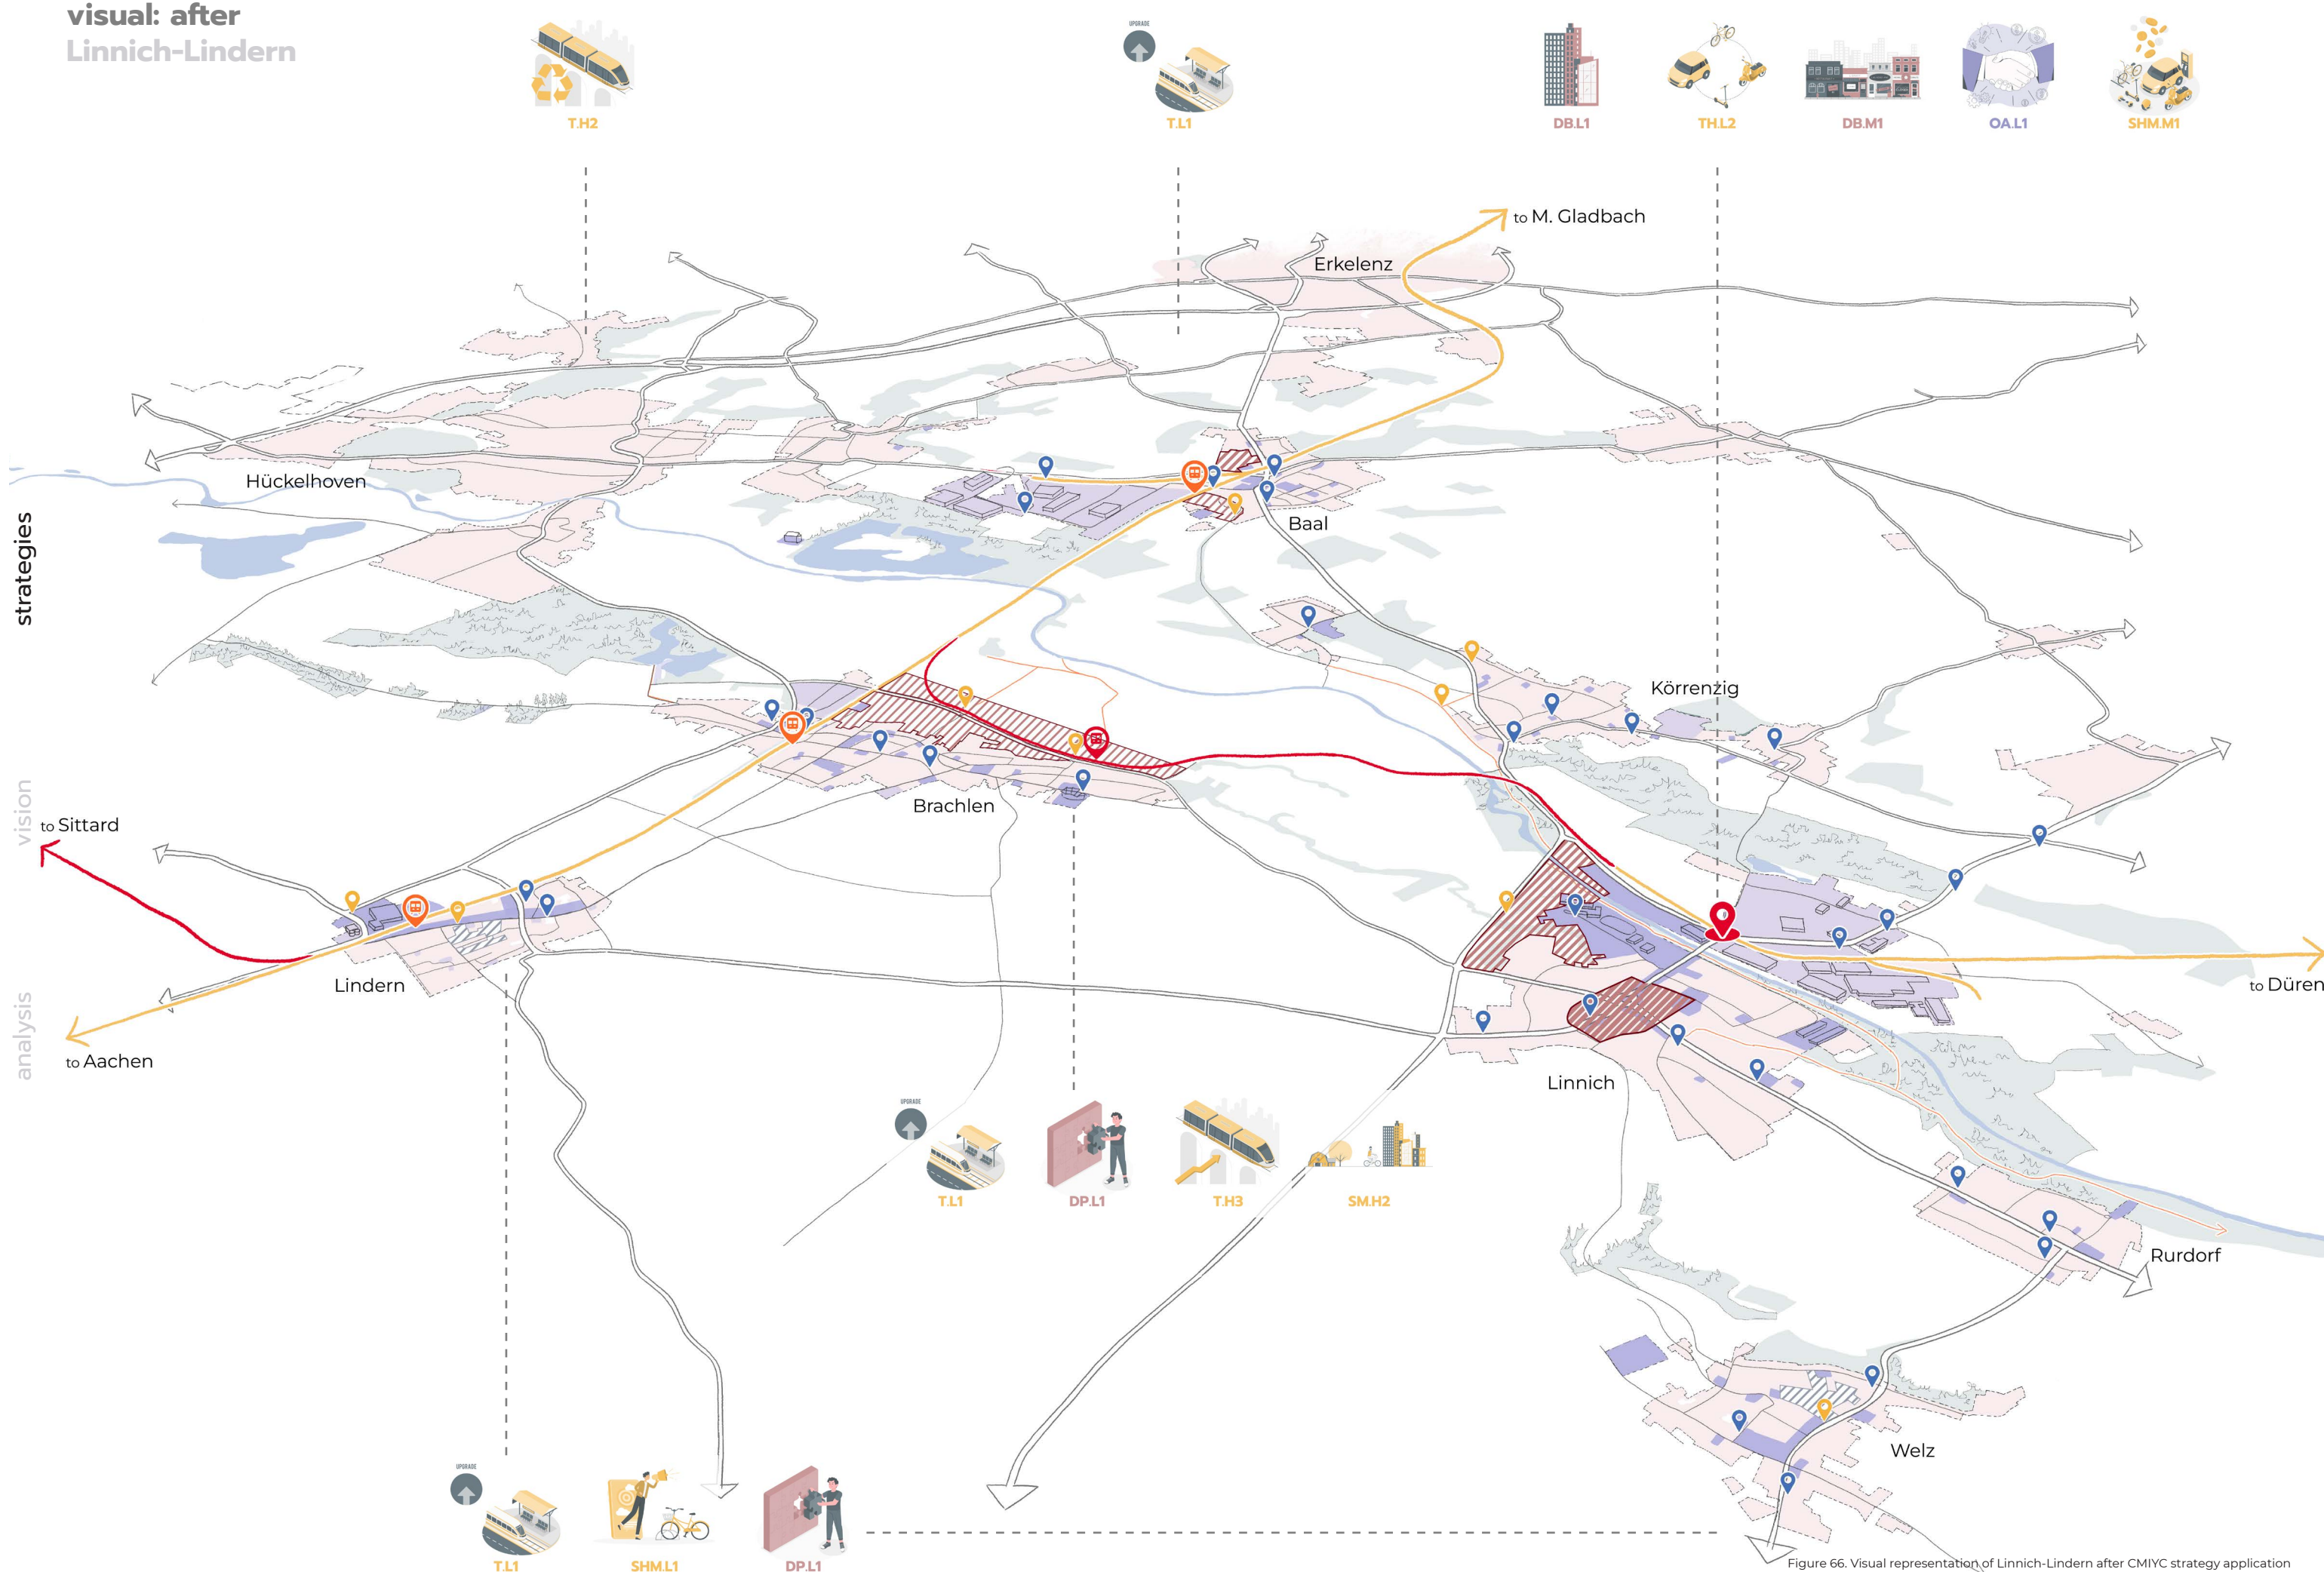 visual: after
Linnich-Lindern
T.H2
UPGRADE
T.L1
DB.L1
TH.L2
DB.M1
OA.L1
SHM.M1
to M. Gladbach
Erkelenz
Hückelhoven
Baal
strategies
Körrenzig
Brachlen
vision
to Sittard
Lindern
to Düren
analysis
to Aachen
Linnich
UPGRADE
T.L1
DP.L1
T.H3
SM.H2
Rurdorf
Welz
UPGRADE
T.L1
SHM.L1
DP.L1
Figure 66. Visual representation of Linnich-Lindern after CMIYC strategy application